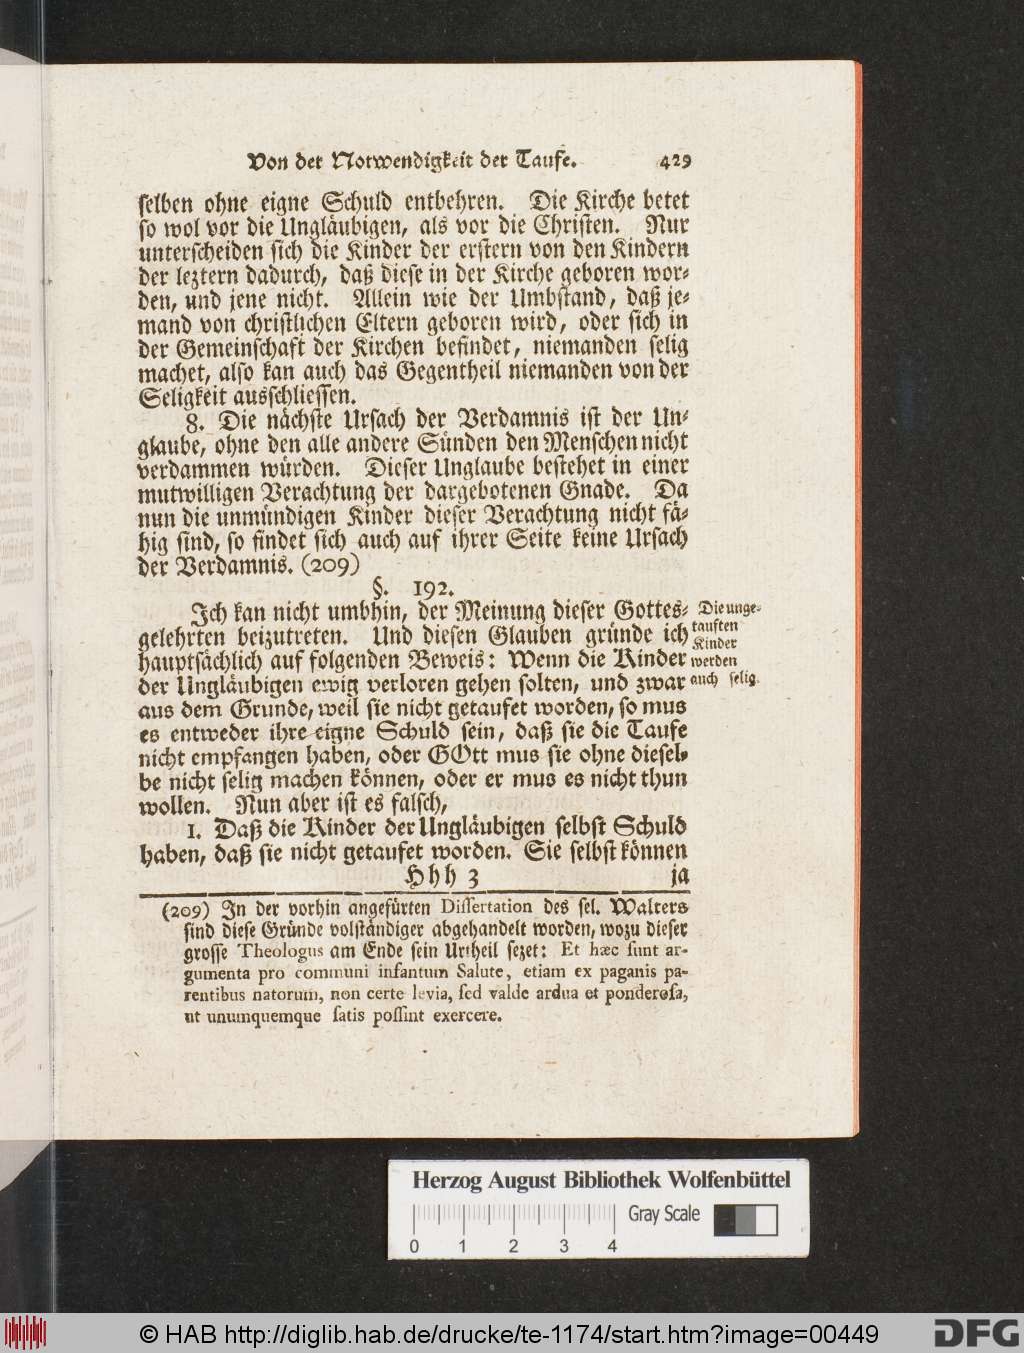 Von der Notwendigkeit der Taufe. 429
selben ohne eigne Schuld entbehren. Die Kirche betet
so wol vor die Ungläubigen, als vor die Christen. Nur
unterscheiden sich die Kinder der erstern von den Kindern
der leztern dadurch, daß diese in der Kirche geboren wor-
den, und jene nicht. Allein wie der Umbstand, daß je-
mand von christlichen Eltern geboren wird, oder sich in
der Gemeinschaft der Kirchen befindet, niemanden selig
machet, also kan auch das Gegentheil niemanden von der
Seligkeit ausschliessen.
8. Die nächste Ursach der Verdamnis ist der Un-
glaube, ohne den alle andere Sünden den Menschen nicht
verdammen würden. Dieser Unglaube bestehet in einer
mutwilligen Verachtung der dargebotenen Gnade. Da
nun die unmündigen Kinder dieser Verachtung nicht fä-
hig sind, so findet sich auch auf ihrer Seite keine Ursach
der Verdamnis. (209)
§. 192.
Ich kan nicht umbhin, der Meinung dieser Gottes-
gelehrten beizutreten. Und diesen Glauben gründe ich
hauptsächlich auf folgenden Beweis: Wenn die Kinder
der Ungläubigen ewig verloren gehen solten, und zwar
aus dem Grunde, weil sie nicht getaufet worden, so mus
es entweder ihre eigne Schuld sein, daß sie die Taufe
nicht empfangen haben, oder GOtt mus sie ohne diesel-
be nicht selig machen können, oder er mus es nicht thun
wollen. Nun aber ist es falsch,
Die unge-
tauften
Kinder
werden
auch selig.
1. Daß die Kinder der Ungläubigen selbst Schuld
haben, daß sie nicht getaufet worden. Sie selbst können
Hhh 3 ja
(209) In der vorhin angefürten Dissertation des sel. Walters
sind diese Gründe volständiger abgehandelt worden, wozu dieser
grosse Theologus am Ende sein Urtheil sezet: Et hæc sunt ar-
gumenta pro communi infantum Salute, etiam ex paganis pa-
rentibus natorum, non certe levia, sed valde ardua et ponderosa,
ut unumquemque satis possint exercere.
Herzog August Bibliothek Wolfenbüttel
Gray Scale
0 1 2 3 4
© HAB http://diglib.hab.de/drucke/te-1174/start.htm?image=00449
DFG